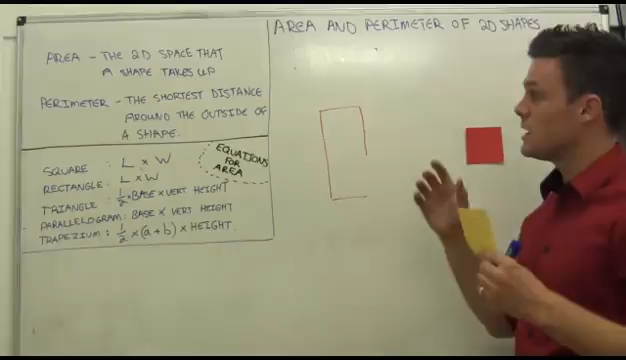 AREA AND PERIMETER OF 2D SHAPES
AREA - THE 2D SPACE THAT
A SHAPE TAKES UP
PERIMETER - THE SHORTEST DISTANCE
AROUND THE OUTSIDE OF
A SHAPE.
EQUATIONS
FOR
AREA
SQUARE : L x W
RECTANGLE : L x W
TRIANGLE : 1/2 x BASE x VERT HEIGHT
PARALLELOGRAM : BASE x VERT HEIGHT
TRAPEZIUM : 1/2 x (a + b) x HEIGHT